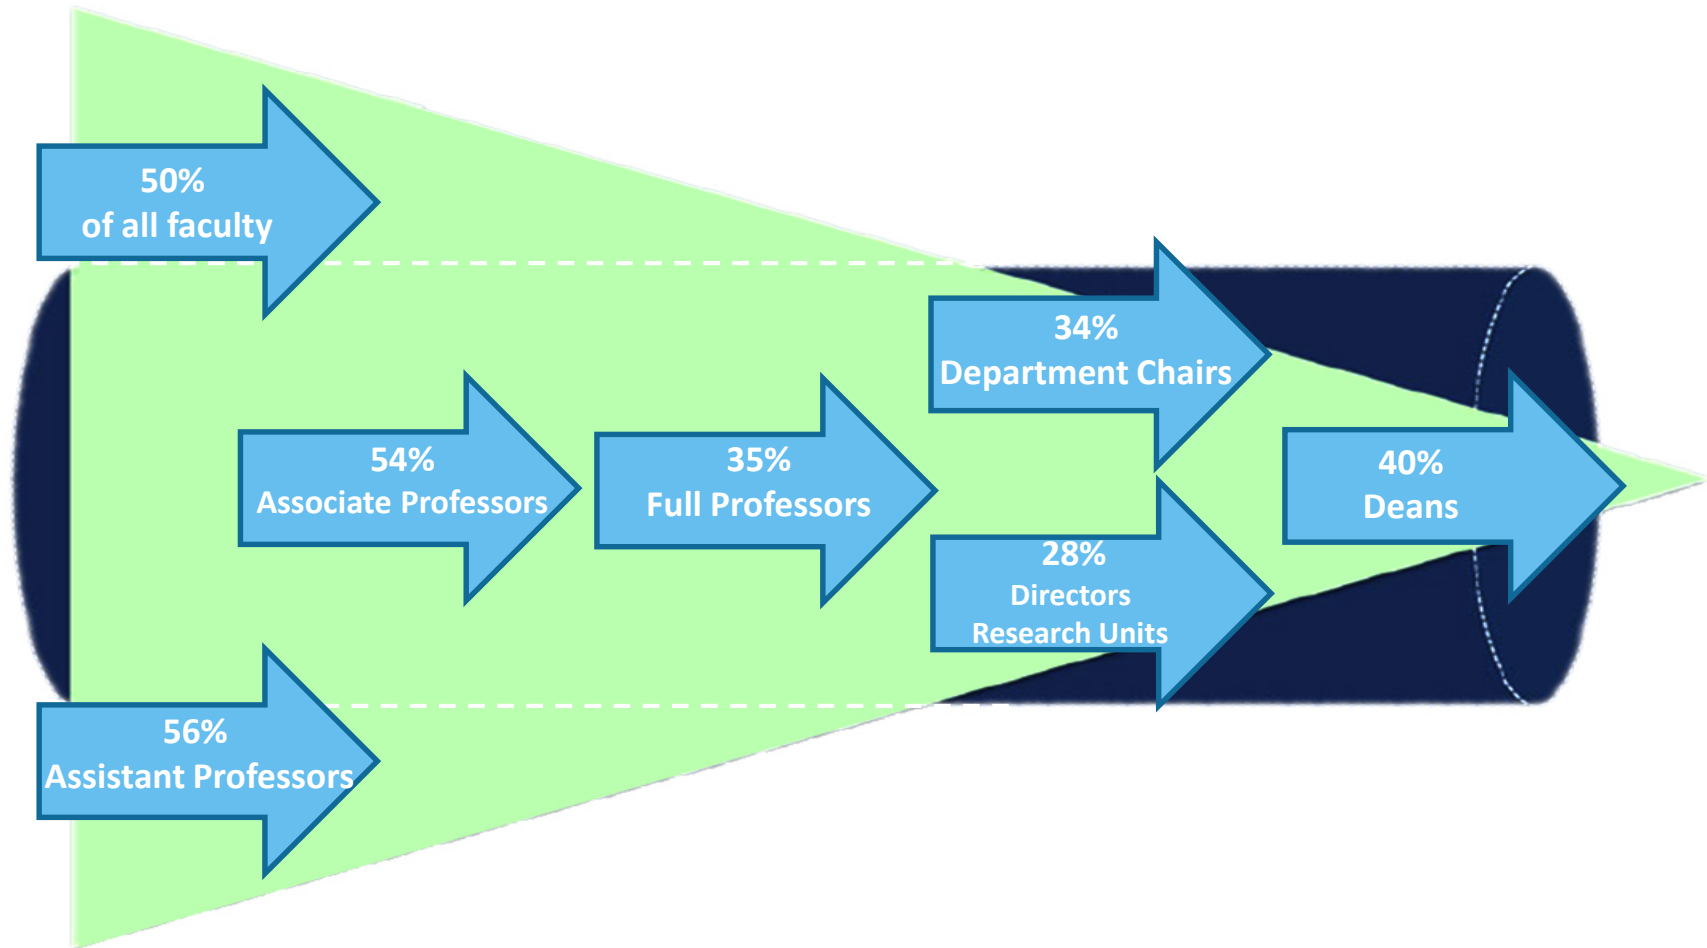 50%
of all faculty
34%
Department Chairs
54%
Associate Professors
35%
Full Professors
40%
Deans
28%
Directors
Research Units
56%
Assistant Professors